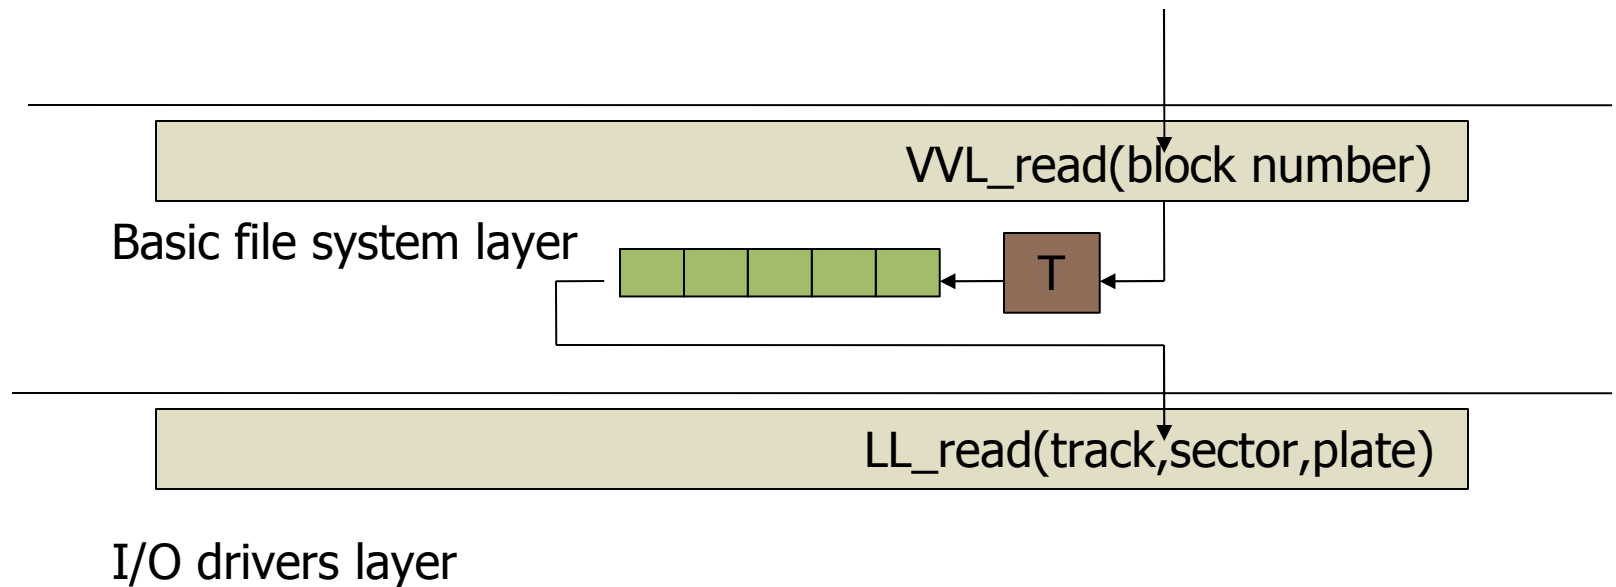 VVL_read(block number)
Basic file system layer
T
LL_read(track,sector,plate)
I/O drivers layer